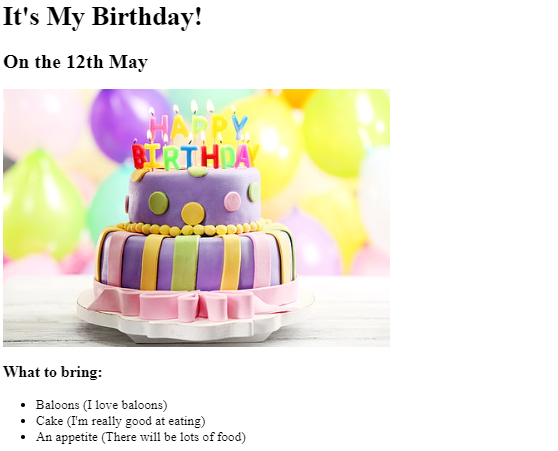 It's My Birthday!
On the 12th May
HAPPY
BIRTHDAY
What to bring:
Baloons (I love baloons)
Cake (I'm really good at eating)
An appetite (There will be lots of food)